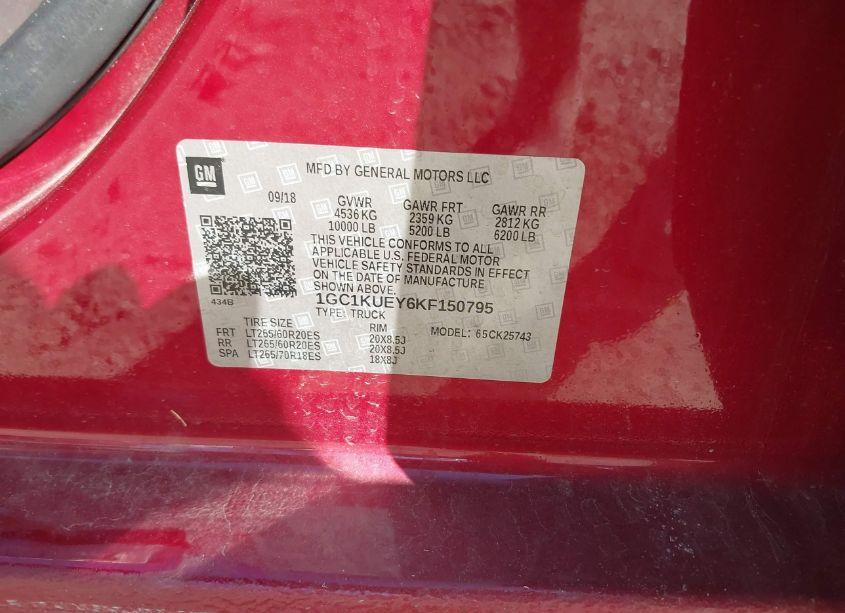 GM
MFD BY GENERAL MOTORS LLC
09/18 GVWR GAWR FRT GAWR RR
4536 KG 2359 KG 2812 KG
10000 LB 5200 LB 6200 LB
THIS VEHICLE CONFORMS TO ALL
APPLICABLE U.S. FEDERAL MOTOR
VEHICLE SAFETY STANDARDS IN EFFECT
ON THE DATE OF MANUFACTURE
SHOWN ABOVE.
434B 1GC1KUEY6KF150795
TYPE: TRUCK
TIRE SIZE RIM MODEL: 65CK25743
FRT LT265/60R20ES 20X8.5J
RR LT265/60R20ES 20X8.5J
SPA LT265/70R18ES 18X8J